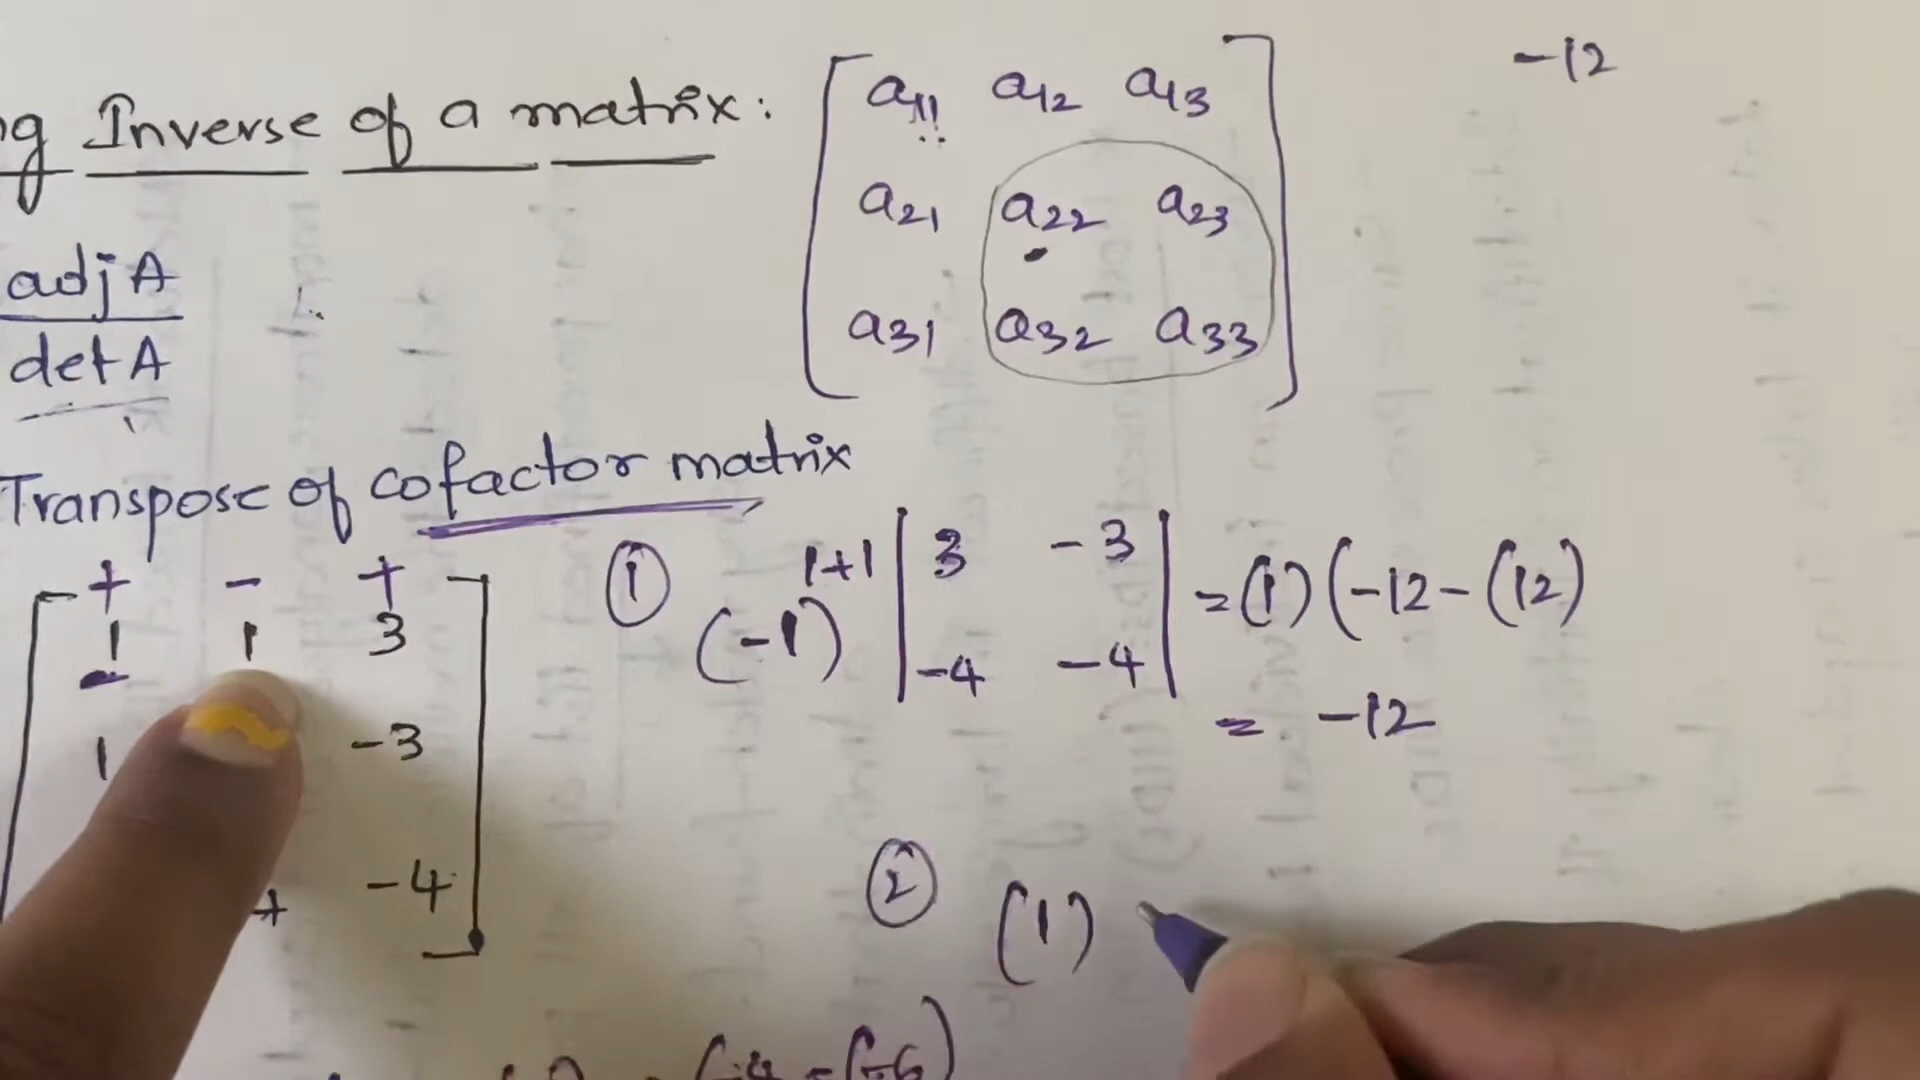 -12
a11 a12 a13
Inverse of a matrix:
a21 a22 a23
adj A
det A
a31 a32 a33
Transpose of cofactor matrix
+ - +
1 1 3
1 -3
-4
① (-1)^1+1 | 3 -3 | = (1) (-12 - (12)
| -4 -4 |
= -12
② (1)
(-4 - (-6)